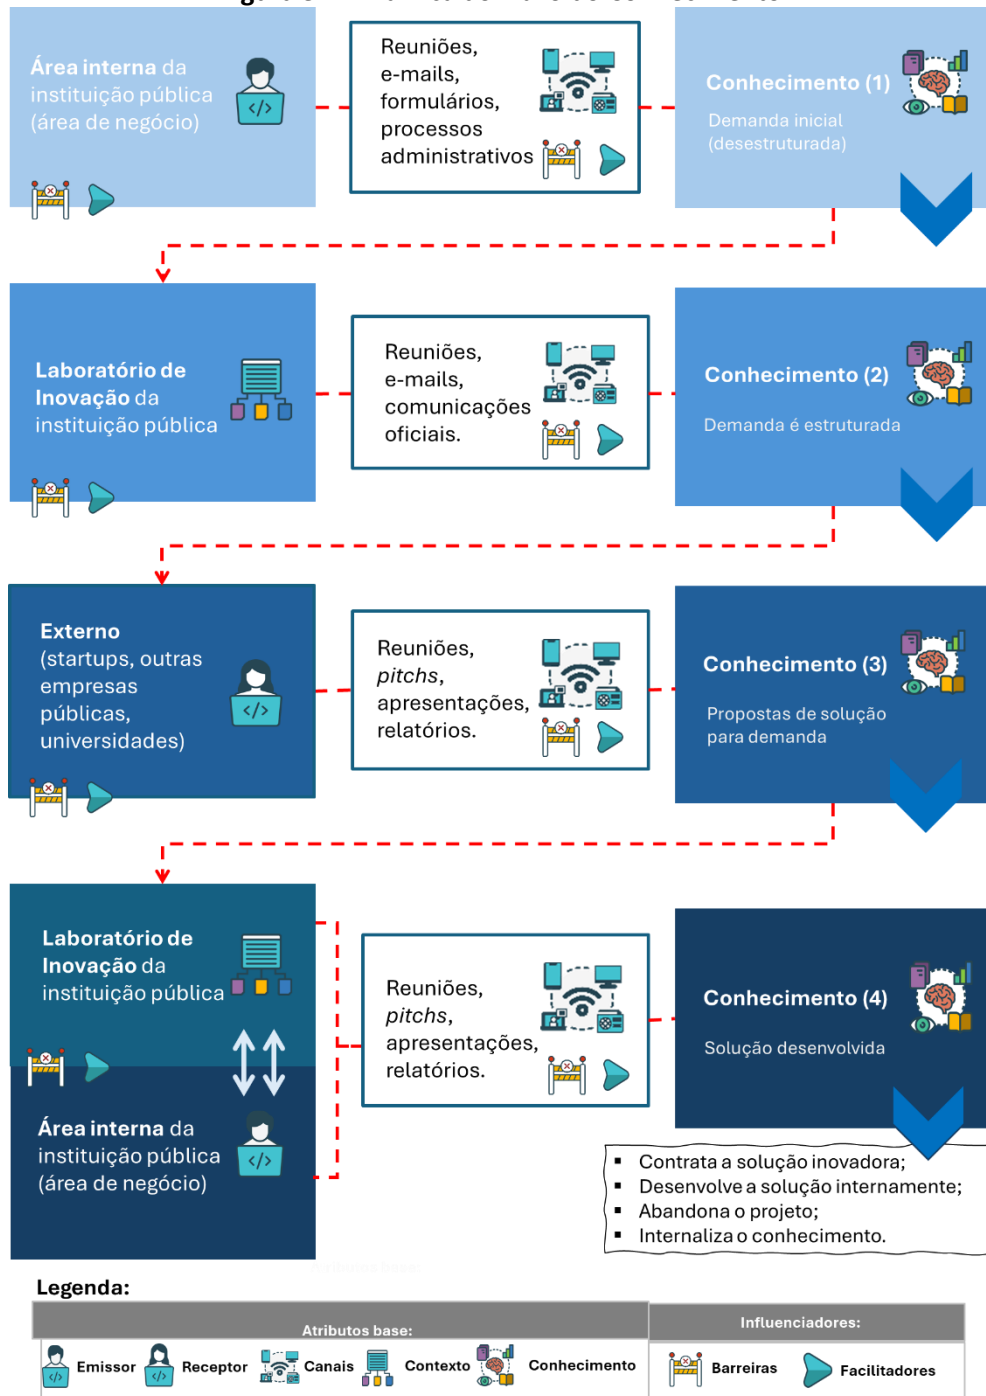 Área interna da
instituição pública
(área de negócio)
Reuniões,
e-mails,
formulários,
processos
administrativos
Conhecimento (1)
Demanda inicial
(desestruturada)
Laboratório de
Inovação da
instituição pública
Reuniões,
e-mails,
comunicações
oficiais.
Conhecimento (2)
Demanda é estruturada
Externo
(startups, outras
empresas
públicas,
universidades)
Reuniões,
pitchs,
apresentações,
relatórios.
Conhecimento (3)
Propostas de solução
para demanda
Laboratório de
Inovação da
instituição pública
Área interna da
instituição pública
(área de negócio)
Reuniões,
pitchs,
apresentações,
relatórios.
Conhecimento (4)
Solução desenvolvida
▪ Contrata a solução inovadora;
▪ Desenvolve a solução internamente;
▪ Abandona o projeto;
▪ Internaliza o conhecimento.
Legenda:
Atributos base:
Influenciadores:
Emissor
Receptor
Canais
Contexto
Conhecimento
Barreiras
Facilitadores